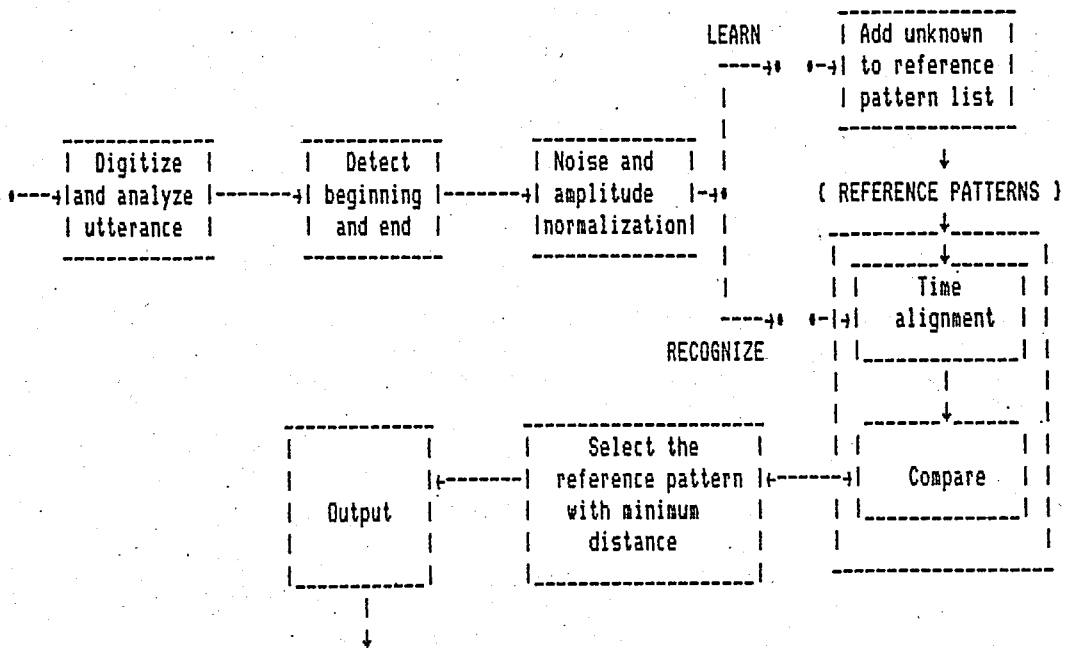 LEARN
Add unknown
to reference
pattern list
Digitize
and analyze
utterance
Detect
beginning
and end
Noise and
amplitude
normalization
( REFERENCE PATTERNS )
Time
alignment
RECOGNIZE
Compare
Select the
reference pattern
with minimum
distance
Output